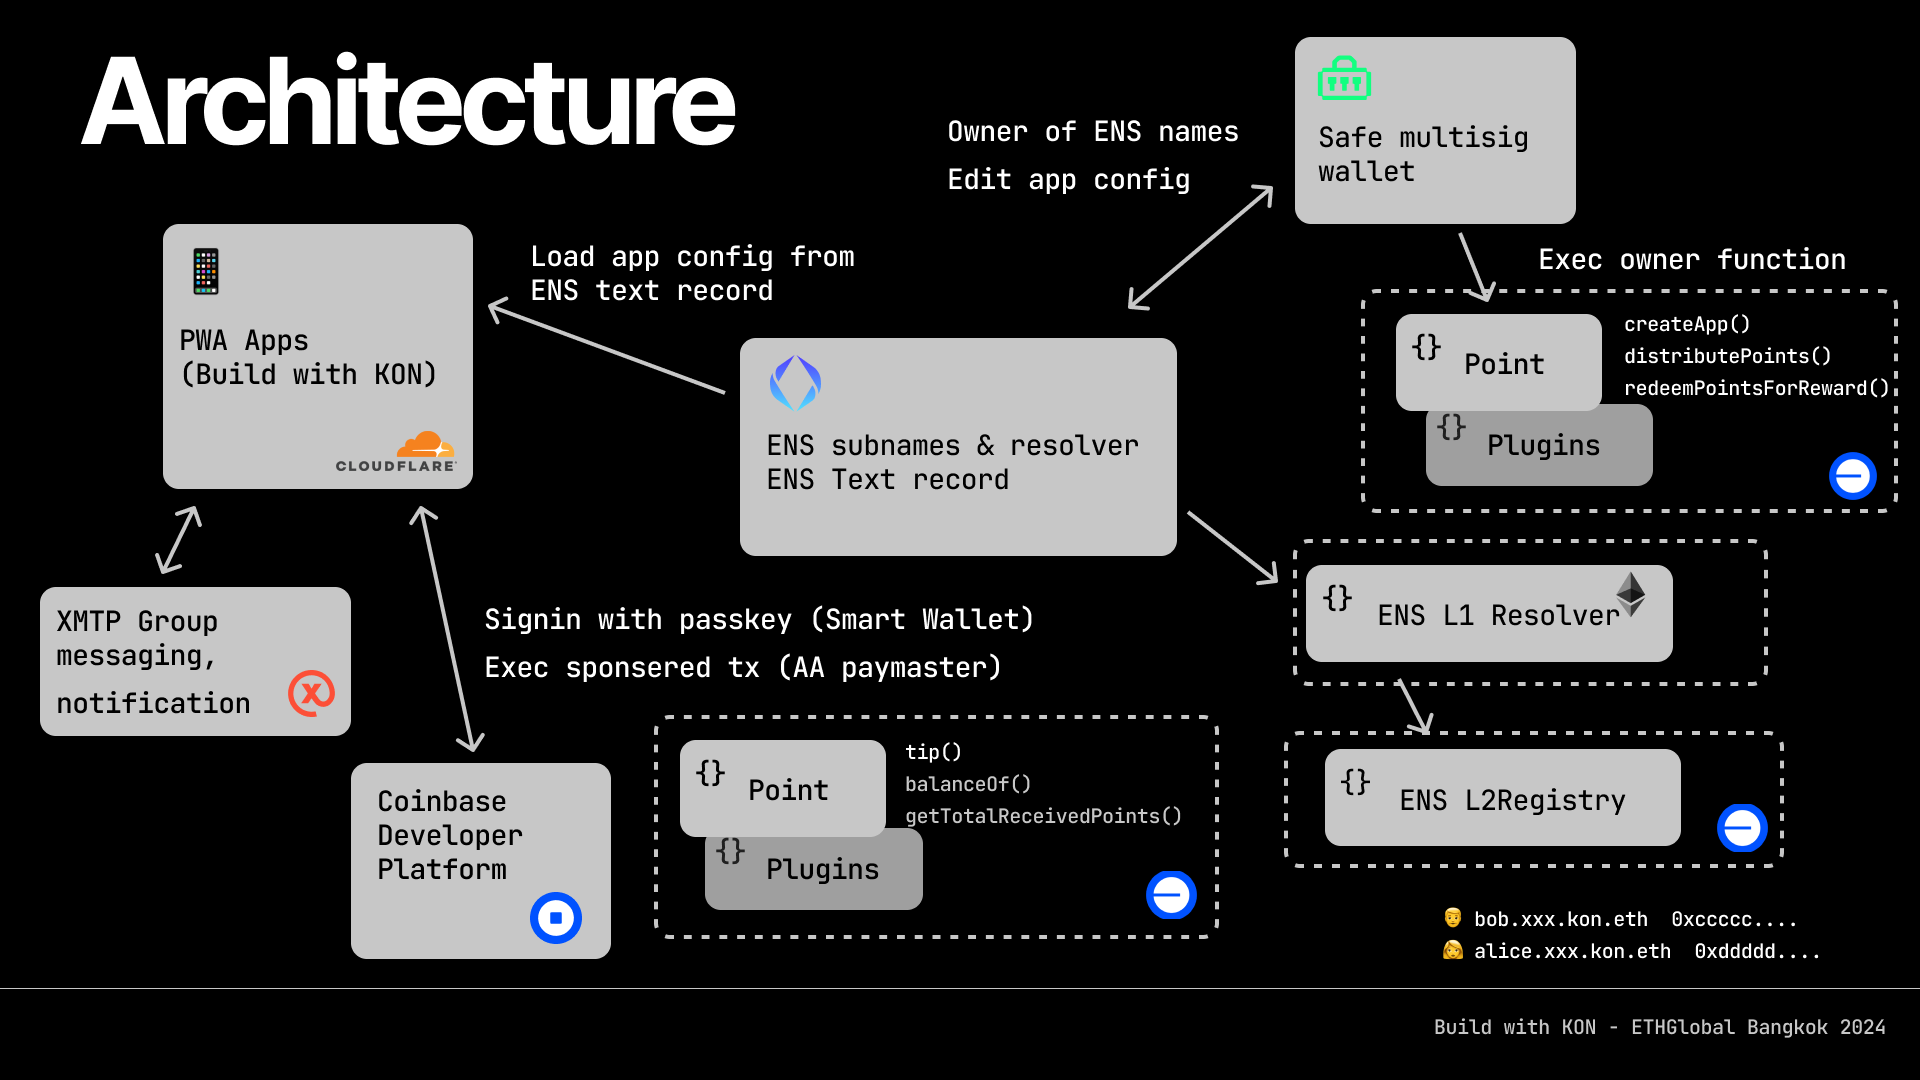 Architecture
Owner of ENS names
Edit app config
Safe multisig
wallet
Load app config from
ENS text record
PWA Apps
(Build with KON)
CLOUDFLARE
Exec owner function
{} Point
createApp()
distributePoints()
redeemPointsForReward()
{} Plugins
ENS subnames & resolver
ENS Text record
XMTP Group
messaging,
notification
Signin with passkey (Smart Wallet)
Exec sponsered tx (AA paymaster)
{} ENS L1 Resolver
Coinbase
Developer
Platform
{} Point
tip()
balanceOf()
getTotalReceivedPoints()
{} Plugins
{} ENS L2Registry
bob.xxx.kon.eth 0xccccc....
alice.xxx.kon.eth 0xddddd....
Build with KON - ETHGlobal Bangkok 2024